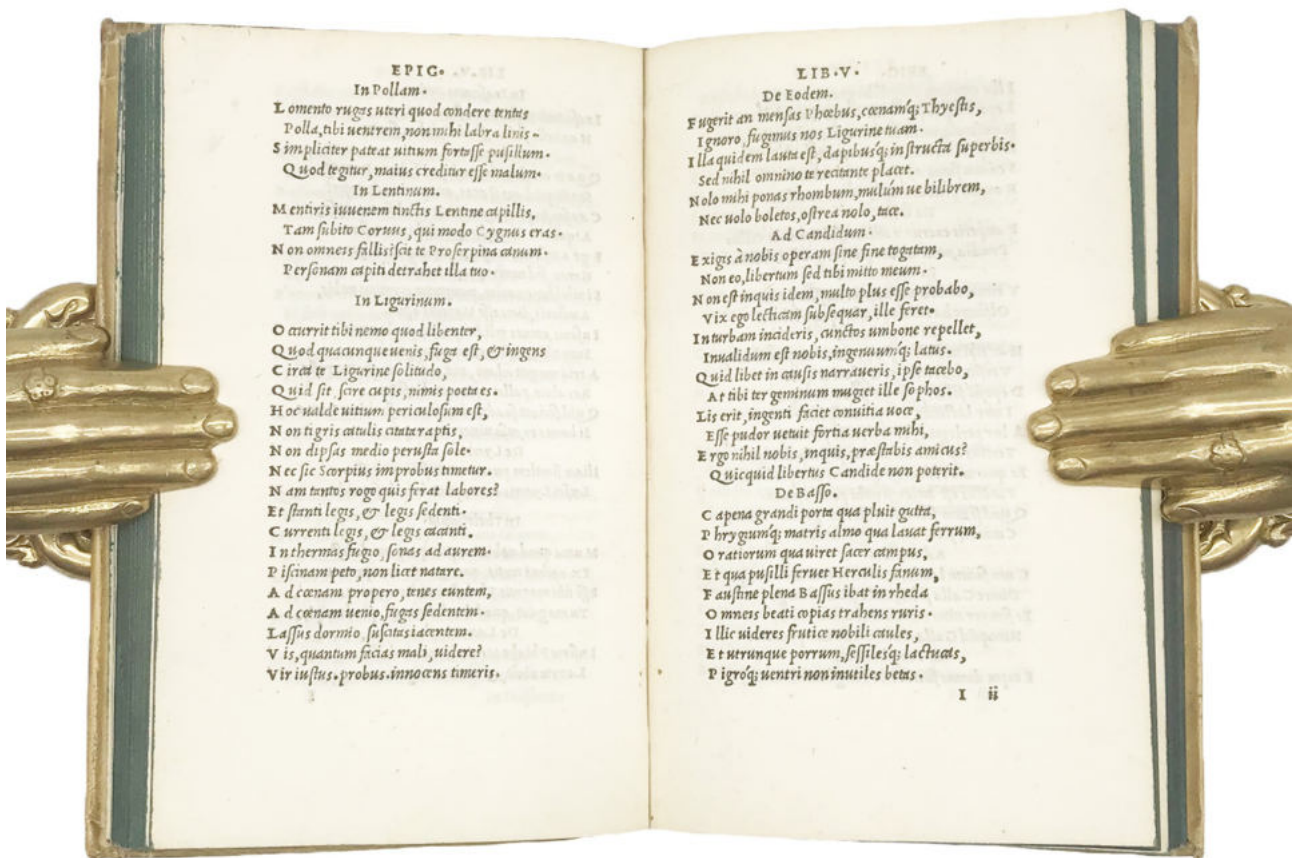 EPIG.
In Pollam.
Lomento rugas uteri quod condere tentas
Polla, tibi uentrem, non mihi labra linis.
Simpliciter pateat uitium fortasse pusillum.
Quod tegitur, maius creditur esse malum.
In Lentinum.
Mentiris iuuenem tinctis Lentine capillis,
Tam subito Coruus, qui modo Cygnus eras.
Non omneis fallis, scit te Proserpina canum.
Personam capiti detrahet illa tuo.
In Ligurinum.
Occurrit tibi nemo quod libenter,
Quod quacunque uenis, fuga est, & ingens
Circa te Ligurine solitudo,
Quid sit, scire cupis, nimis poeta es.
Hoc ualde uitium periculosum est,
Non tigris catulis citata raptis,
Non dipsas medio perusta sole.
Nec sic Scorpius improbus timetur.
Nam tantos rogo quis ferat labores?
Et stanti legis, & legis sedenti.
Currenti legis, & legis cacanti.
In thermas fugio, sonas ad aurem.
Piscinam peto, non licet natare.
Ad cœnam propero, tenes euntem,
Ad cœnam uenio, fugas sedentem.
Lassus dormio, suscitas iacentem.
Vis, quantum facias mali, uidere?
Vir iustus. probus. innocens timeris.
LIB.V.
De Eodem.
Fugerit an mensas Phœbus, cœnamq́; Thyestis,
Ignoro, fugimus nos Ligurine tuam.
Illa quidem lauta est, dapibusq́; instructa superbis.
Sed nihil omnino te recitante placet.
Nolo mihi ponas rhombum, mulúm ue bilibrem,
Nec uolo boletos, ostrea nolo, tace.
Ad Candidum.
Exigis à nobis operam sine fine togatam,
Non eo, libertum sed tibi mitto meum.
Non est inquis idem, multo plus esse probabo,
Vix ego lecticam subsequar, ille feret.
In turbam incideris, cunctos umbone repellet,
Inualidum est nobis, ingenuumq́; latus.
Quid libet in causis narraueris, ipse tacebo,
At tibi ter geminum mugiet ille sophos.
Lis erit, ingenti faciet conuitia uoce,
Esse pudor uetuit fortia uerba mihi,
Ergo nihil nobis, inquis, præstabis amicus?
Quicquid libertus Candide non poterit.
De Basso.
Capena grandi porta qua pluit gutta,
Phrygiumq́; matris almo qua lauat ferrum,
Oratiorum qua uiret sacer campus,
Et qua pusilli feruet Herculis fanum,
Faustine plena Bassus ibat in rheda
Omneis beati copias trahens ruris.
Illic uideres frutice nobili caules,
Et utrunque porrum, sessilesq́; lactucas,
Pigroq́; uentri non inutiles betas.
I ii